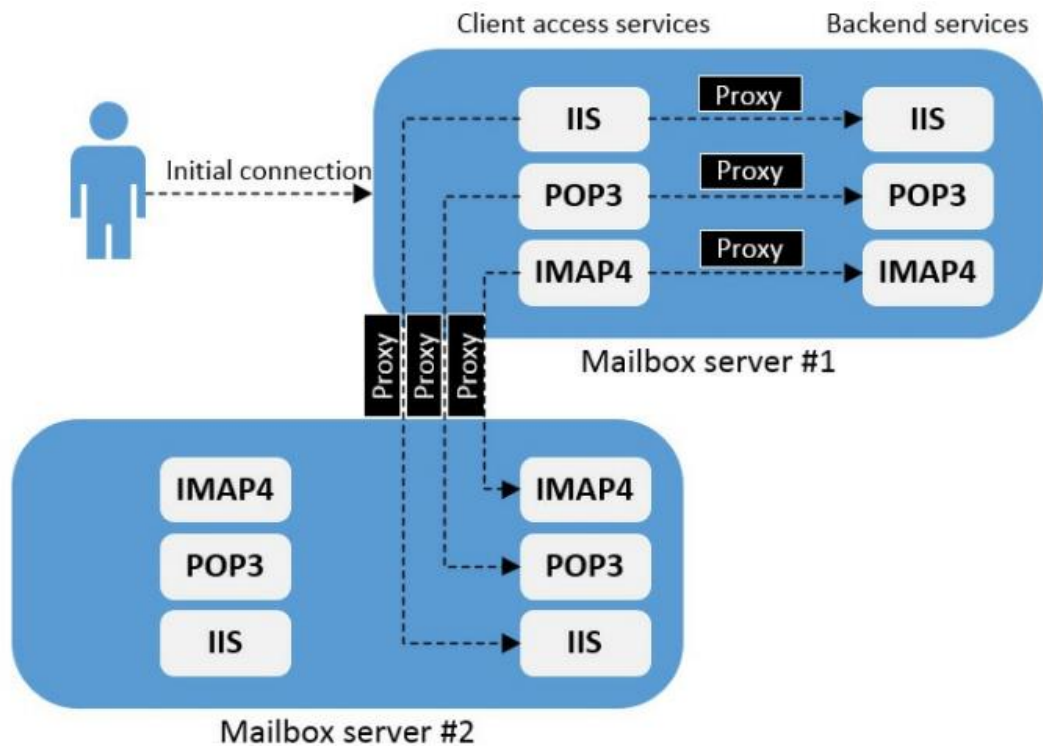 Client access services
Backend services
IIS
Proxy
IIS
Initial connection
POP3
Proxy
POP3
IMAP4
Proxy
IMAP4
Proxy
Proxy
Proxy
Mailbox server #1
IMAP4
IMAP4
POP3
POP3
IIS
IIS
Mailbox server #2